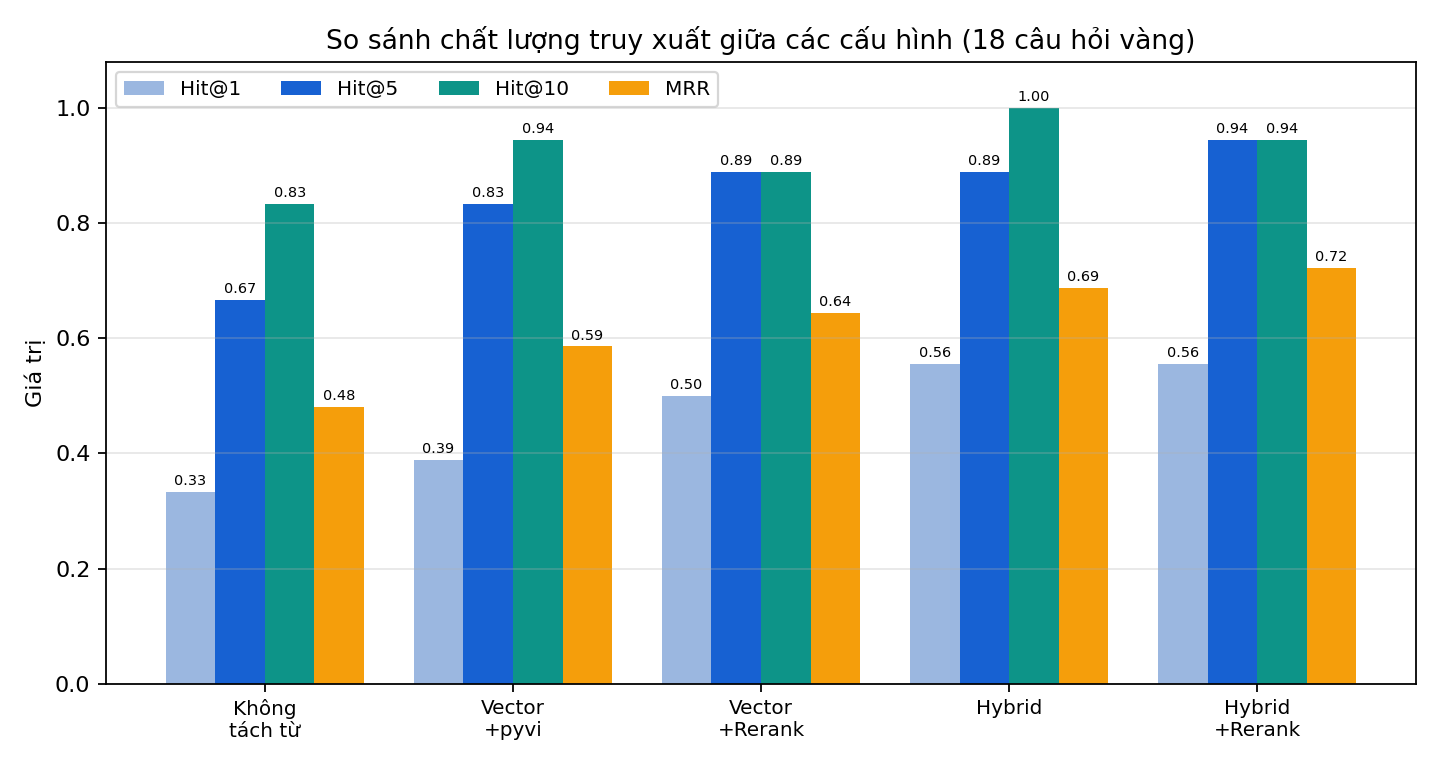 So sánh chất lượng truy xuất giữa các cấu hình (18 câu hỏi vàng)
Hit@1 Hit@5 Hit@10 MRR
Giá trị
1.0
0.8
0.6
0.4
0.2
0.0
0.33 0.67 0.83 0.48
0.39 0.83 0.94 0.59
0.50 0.89 0.89 0.64
0.56 0.89 1.00 0.69
0.56 0.94 0.94 0.72
Không
tách từ
Vector
+pyvi
Vector
+Rerank
Hybrid
Hybrid
+Rerank